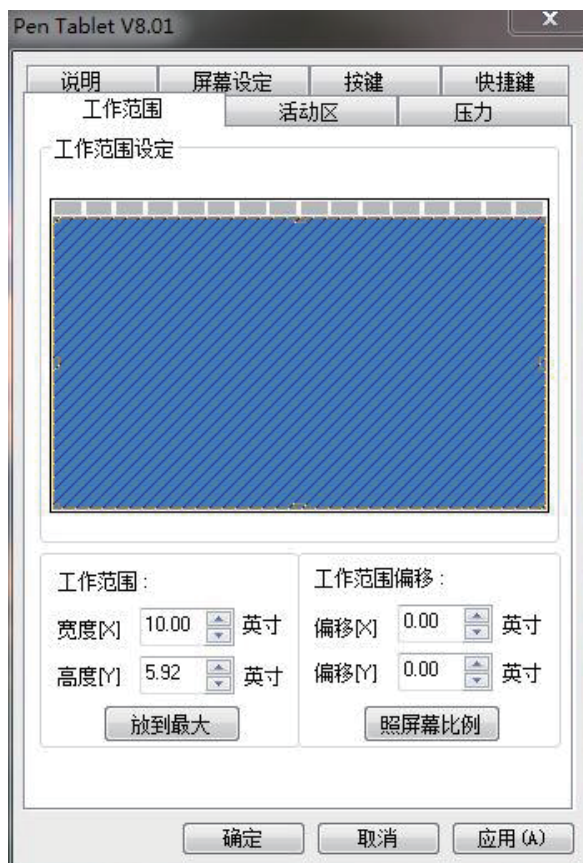 Pen Tablet V8.01
说明 屏幕设定 按键 快捷鍵
工作范围 活动区 压力
工作范围设定
工作范围：
宽度[X] 10.00 英寸
高度[Y] 5.92 英寸
放到最大
工作范围偏移：
偏移[X] 0.00 英寸
偏移[Y] 0.00 英寸
照屏幕比例
确定 取消 应用(A)